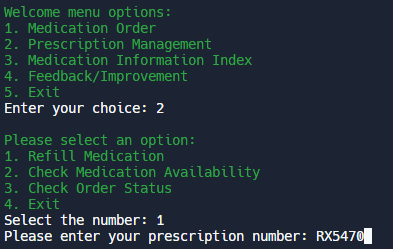 Welcome menu options:
1. Medication Order
2. Prescription Management
3. Medication Information Index
4. Feedback/Improvement
5. Exit
Enter your choice: 2
Please select an option:
1. Refill Medication
2. Check Medication Availability
3. Check Order Status
4. Exit
Select the number: 1
Please enter your prescription number: RX5470